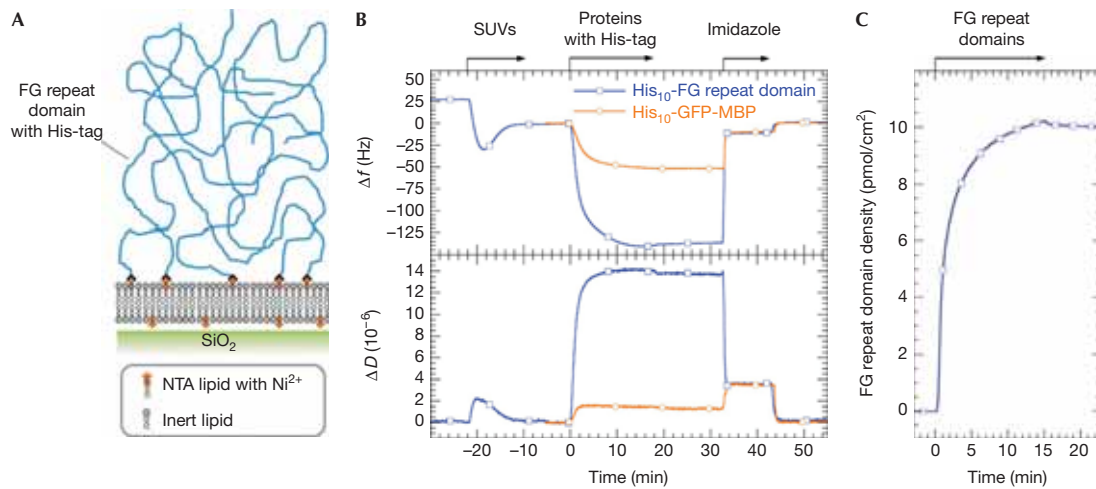 A
FG repeat
domain
with His-tag
SiO₂
NTA lipid with Ni²⁺
Inert lipid
B
SUVs
Proteins
with His-tag
Imidazole
His₁₀-FG repeat domain
His₁₀-GFP-MBP
50
25
0
−25
−50
−75
−100
−125
Δf (Hz)
14
12
10
8
6
4
2
0
ΔD (10⁻⁶)
−20 −10 0 10 20 30 40 50
Time (min)
C
FG repeat
domains
10
8
6
4
2
0
FG repeat domain density (pmol/cm²)
0 5 10 15 20
Time (min)